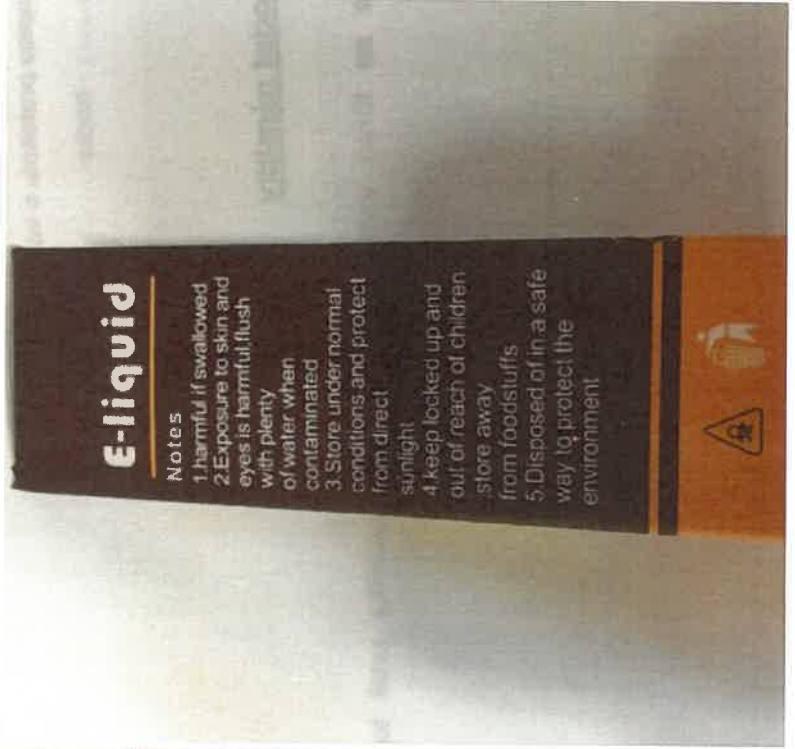 E-liquid
Notes
1.harmful if swallowed
2.Exposure to skin and
eyes is harmful.flush
with plenty
of water when
contaminated
3.Store under normal
conditions and protect
from direct
sunlight
4.keep locked up and
out of reach of children
store away
from foodstuffs
5.Disposed of in a safe
way to protect the
environment